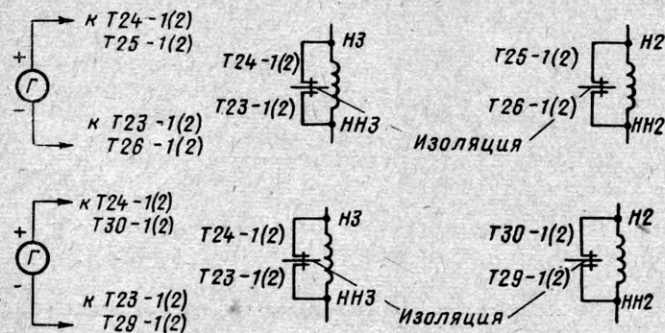 к Т24-1(2)
Т25-1(2)
+
Г
−
к Т23-1(2)
Т26-1(2)
Н3
Т24-1(2)
Т23-1(2)
НН3
Н2
Т25-1(2)
Т26-1(2)
НН2
Изоляция
к Т24-1(2)
Т30-1(2)
+
Г
−
к Т23-1(2)
Т29-1(2)
Н3
Т24-1(2)
Т23-1(2)
НН3
Н2
Т30-1(2)
Т29-1(2)
НН2
Изоляция